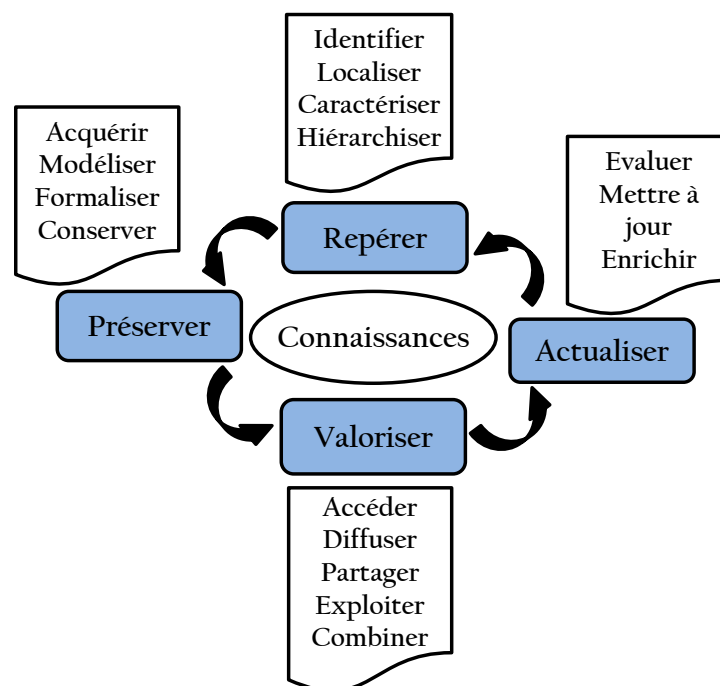 Identifier
Localiser
Caractériser
Hiérarchiser
Acquérir
Modéliser
Formaliser
Conserver
Evaluer
Mettre à
jour
Enrichir
Repérer
Préserver
Connaissances
Actualiser
Valoriser
Accéder
Diffuser
Partager
Exploiter
Combiner